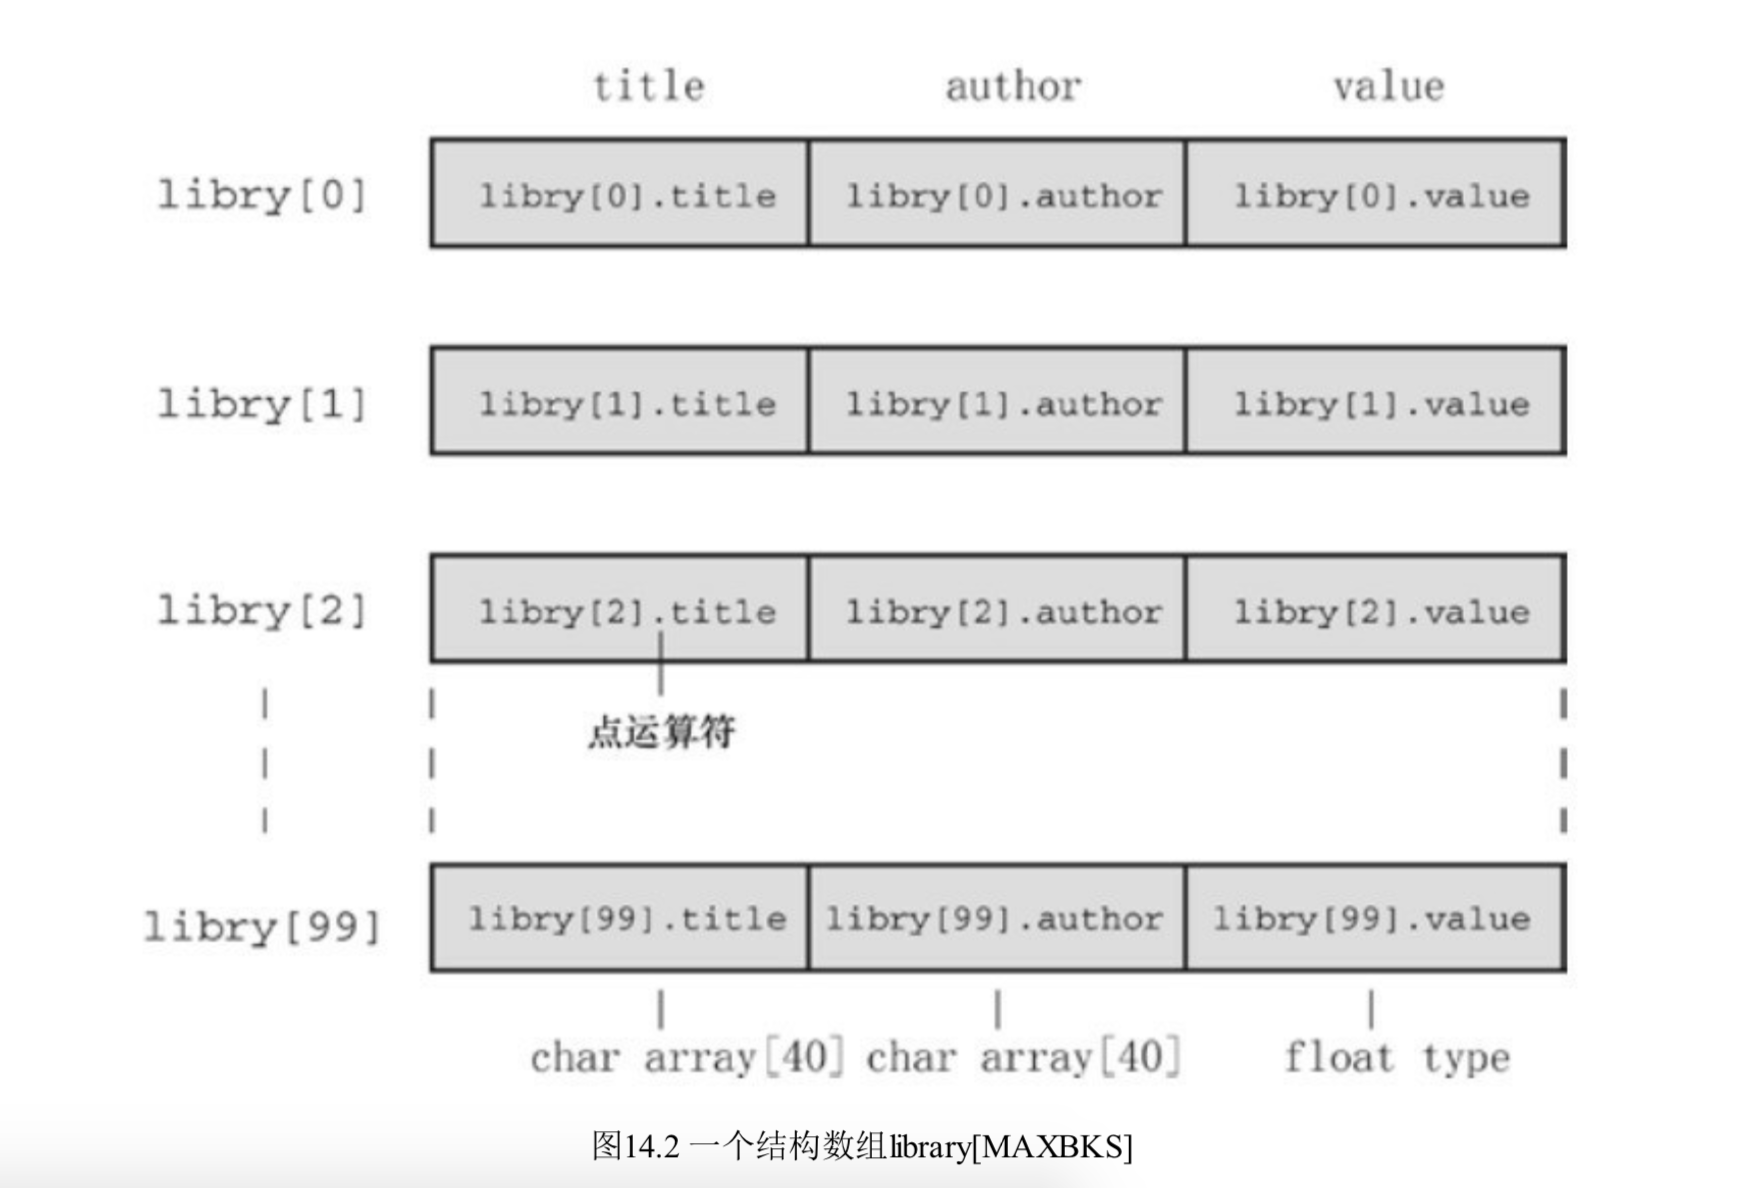 title author value
libry[0] libry[0].title libry[0].author libry[0].value
libry[1] libry[1].title libry[1].author libry[1].value
libry[2] libry[2].title libry[2].author libry[2].value
点运算符
libry[99] libry[99].title libry[99].author libry[99].value
char array[40] char array[40] float type
图14.2 一个结构数组library[MAXBKS]